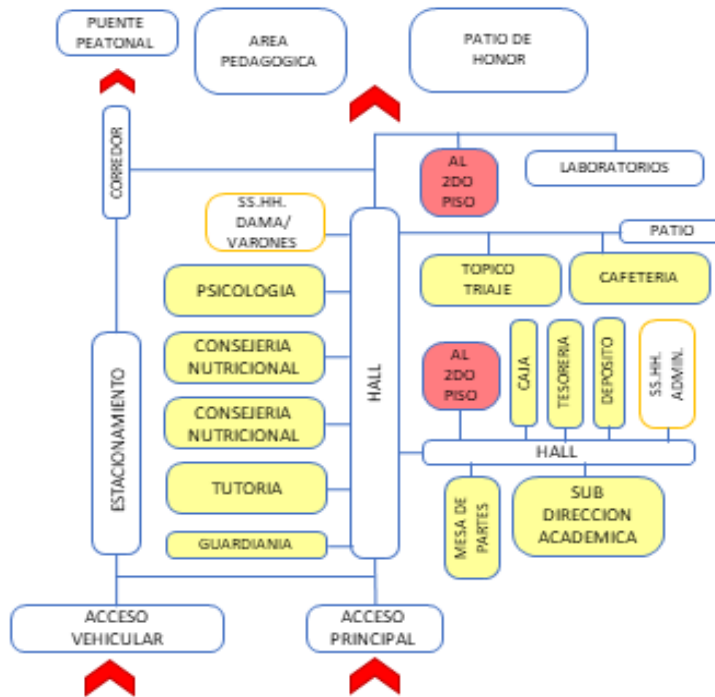 PUENTE
PEATONAL
AREA
PEDAGOGICA
PATIO DE
HONOR
CORREDOR
AL
2DO
PISO
LABORATORIOS
SS.HH.
DAMA/
VARONES
PATIO
TOPICO
TRIAJE
CAFETERIA
PSICOLOGIA
HALL
ESTACIONAMIENTO
CONSEJERIA
NUTRICIONAL
AL
2DO
PISO
CAJA
TESORERIA
DEPOSITO
SS.HH.
ADMIN.
CONSEJERIA
NUTRICIONAL
HALL
TUTORIA
MESA DE
PARTES
SUB
DIRECCION
ACADEMICA
GUARDIANIA
ACCESO
VEHICULAR
ACCESO
PRINCIPAL